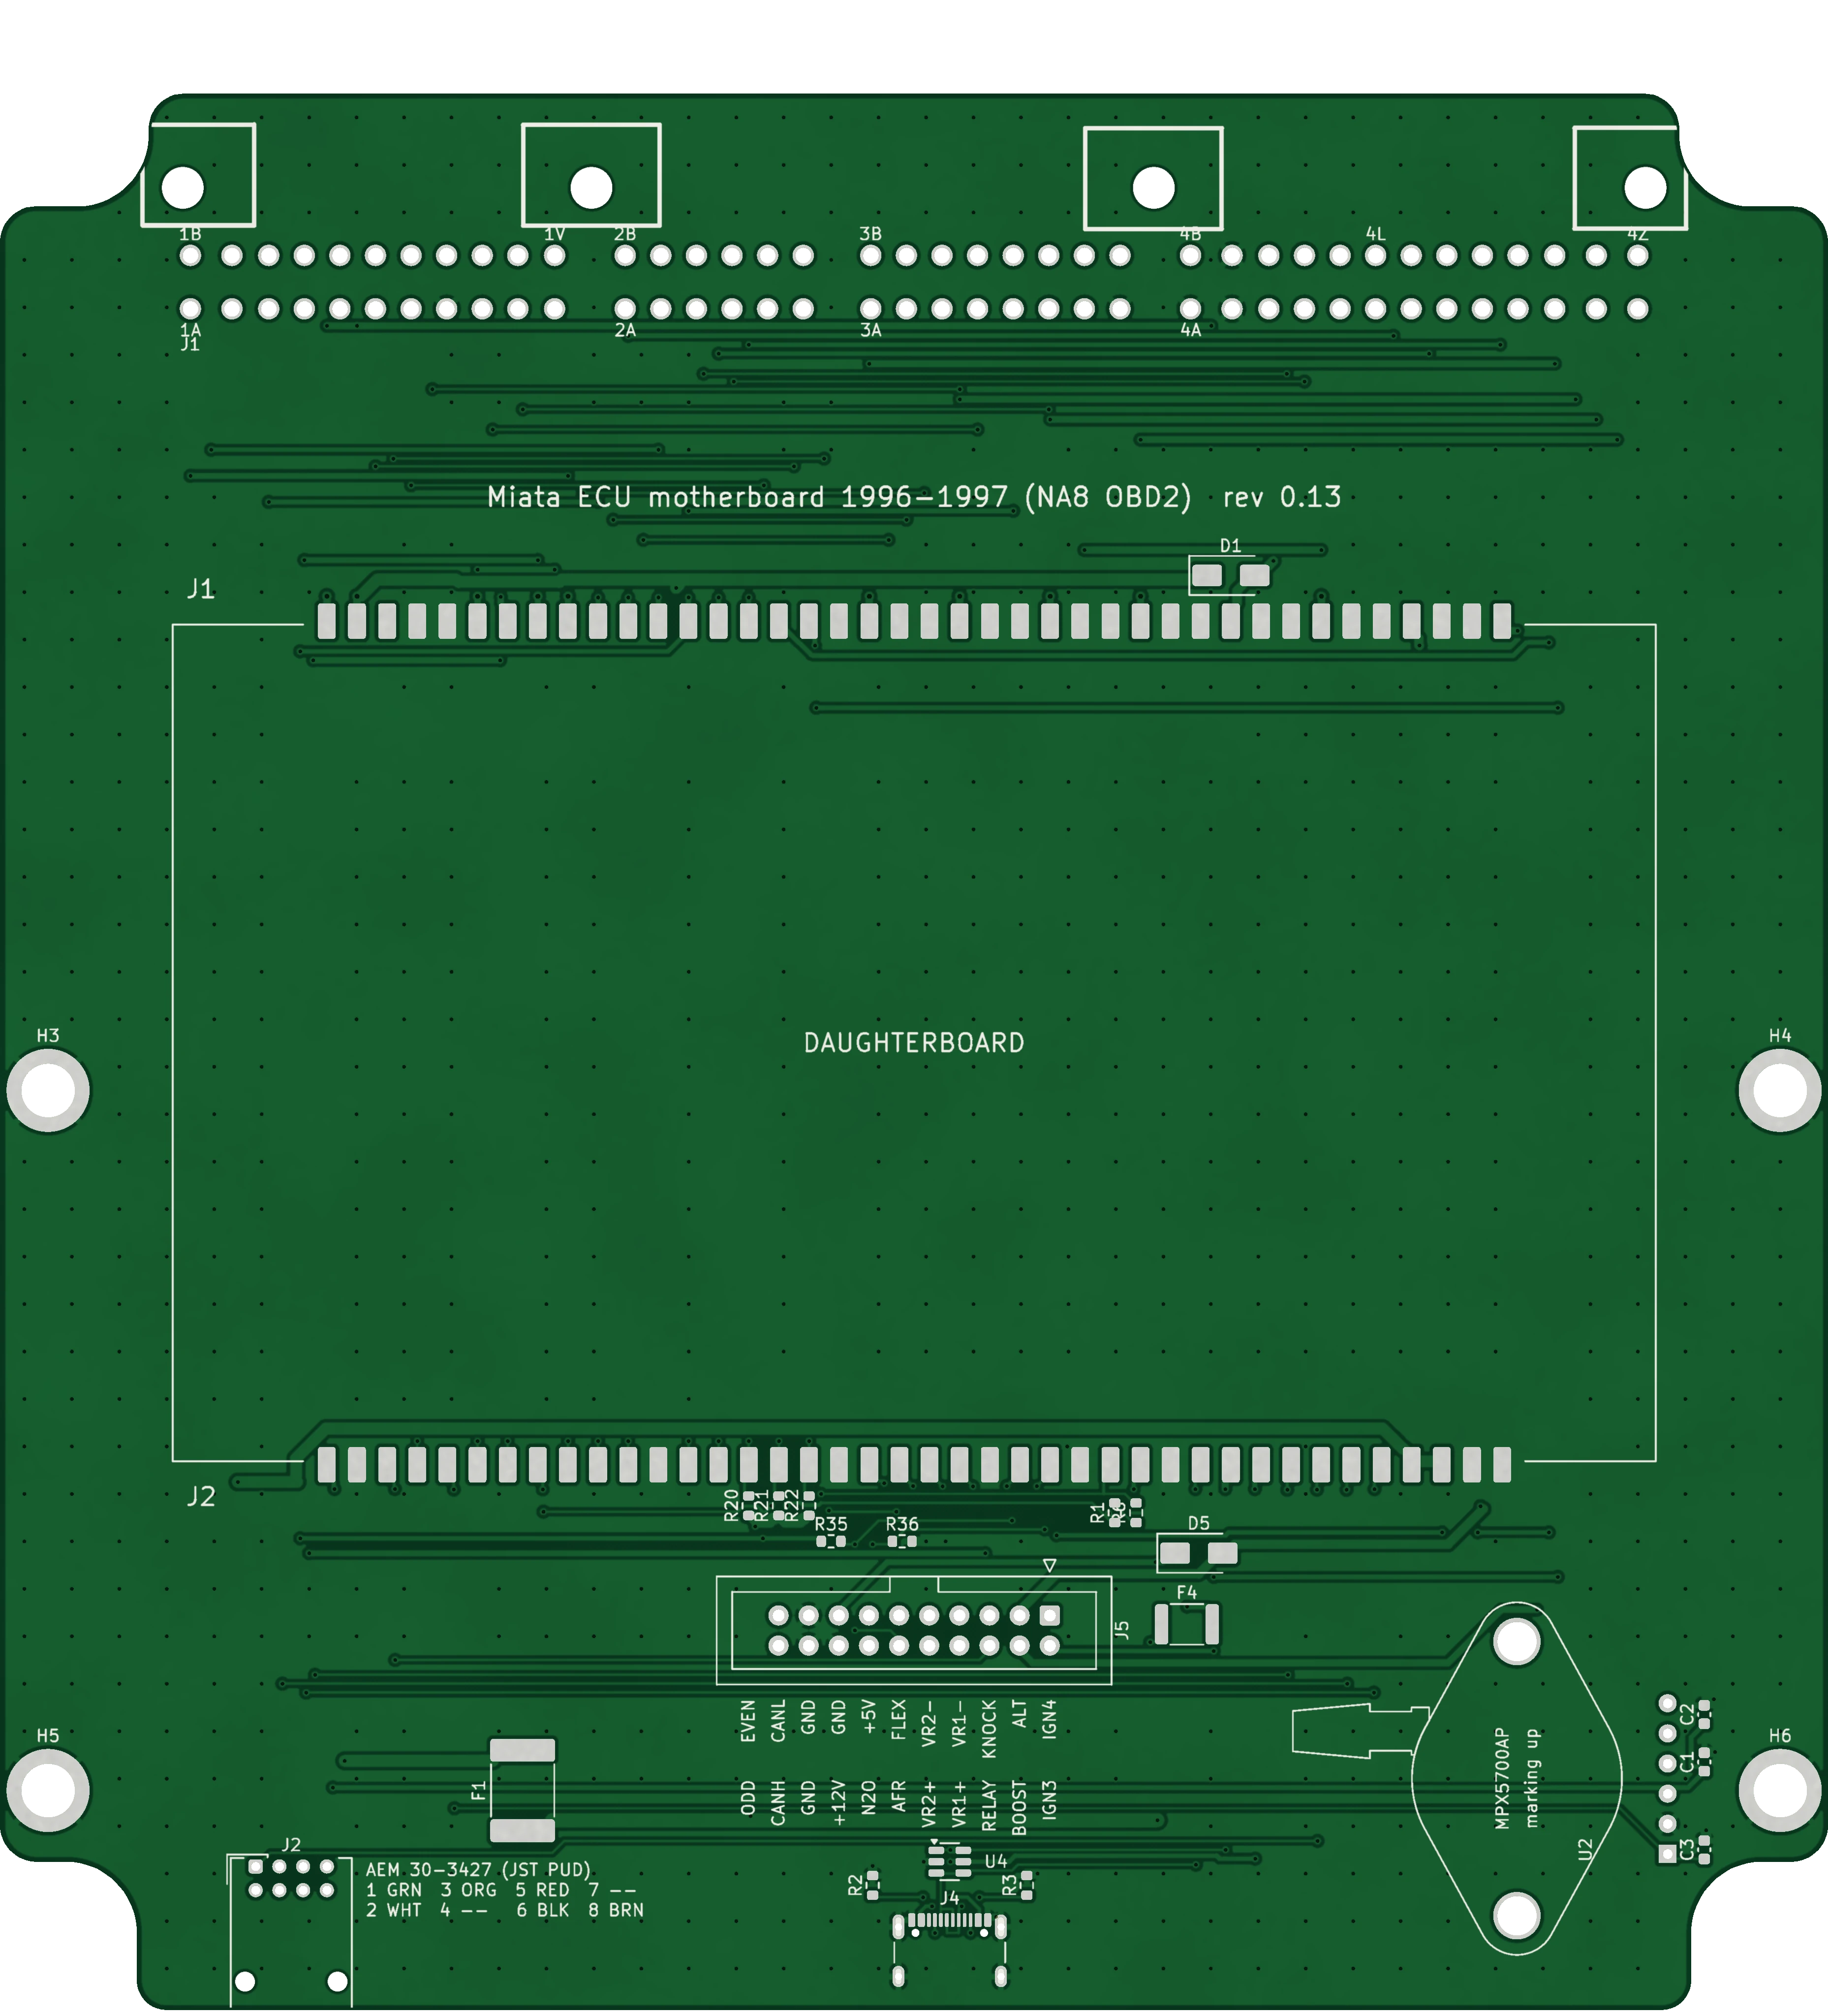 1B 1V 2B 3B 4B 4L 4Z
1A 2A 3A 4A
J1
Miata ECU motherboard 1996-1997 (NA8 OBD2) rev 0.13
D1
J1
H3
H4
DAUGHTERBOARD
J2
R20 R21 R22 R1
R35 R36 D5
F4
J5
EVEN CANL GND GND +5V FLEX VR2- VR1- KNOCK ALT IGN4
ODD CANH GND +12V N2O AFR VR2+ VR1+ RELAY BOOST IGN3
H5
F1
MPX5700AP
marking up
U2
C2
C1
C3
H6
J2
AEM 30-3427 (JST PUD)
1 GRN 3 ORG 5 RED 7 --
2 WHT 4 -- 6 BLK 8 BRN
U4
R2 R3
J4